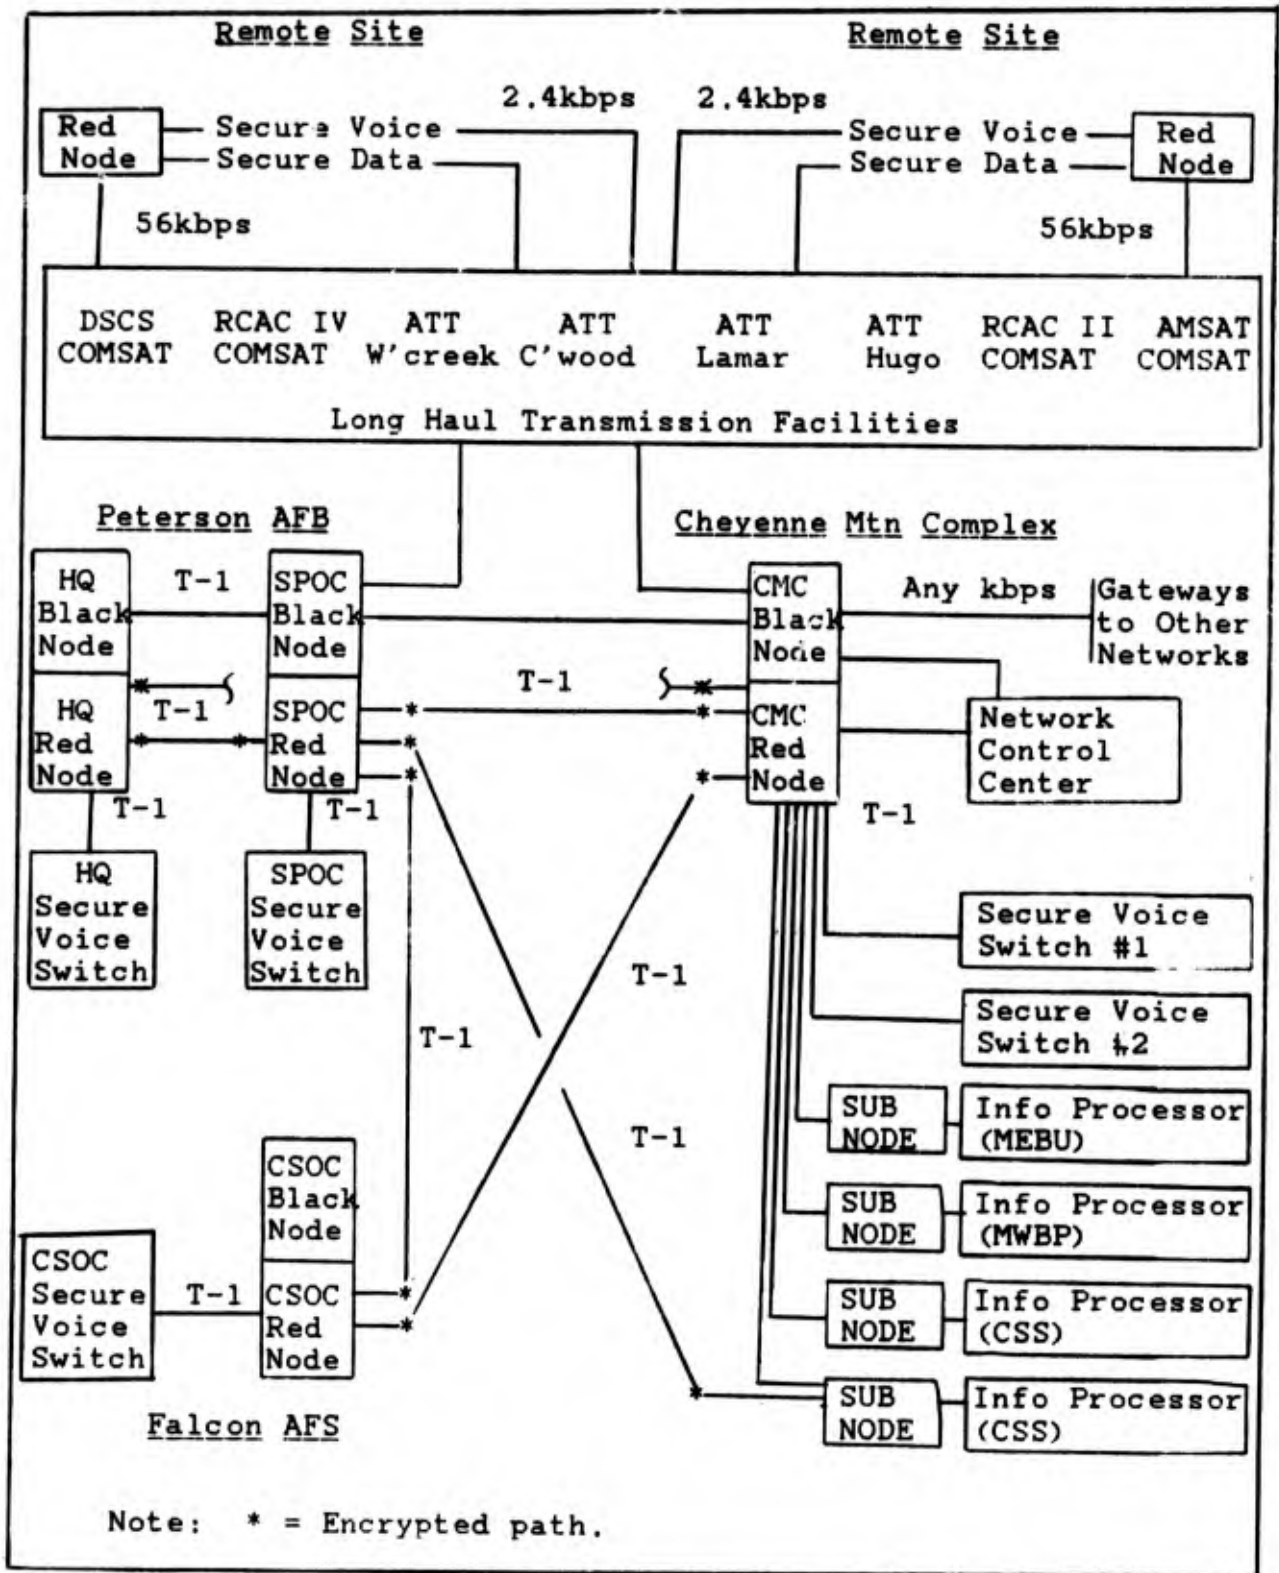 Remote Site
Remote Site
2.4kbps
2.4kbps
Red
Node
Secure Voice
Secure Data
Secure Voice
Secure Data
Red
Node
56kbps
56kbps
DSCS
COMSAT
RCAC IV
COMSAT
ATT
W'creek
ATT
C'wood
ATT
Lamar
ATT
Hugo
RCAC II
COMSAT
AMSAT
COMSAT
Long Haul Transmission Facilities
Peterson AFB
Cheyenne Mtn Complex
HQ
Black
Node
T-1
SPOC
Black
Node
CMC
Black
Node
Any kbps
Gateways
to Other
Networks
*
T-1
T-1
*
HQ
Red
Node
* *
SPOC
Red
Node
* *
*
*
*
CMC
Red
Node
Network
Control
Center
T-1
T-1
T-1
HQ
Secure
Voice
Switch
SPOC
Secure
Voice
Switch
Secure Voice
Switch #1
T-1
Secure Voice
Switch #2
T-1
T-1
SUB
NODE
Info Processor
(MEBU)
SUB
NODE
Info Processor
(MWBP)
SUB
NODE
Info Processor
(CSS)
SUB
NODE
Info Processor
(CSS)
*
CSOC
Black
Node
CSOC
Secure
Voice
Switch
T-1
CSOC
Red
Node
*
*
Falcon AFS
Note: * = Encrypted path.